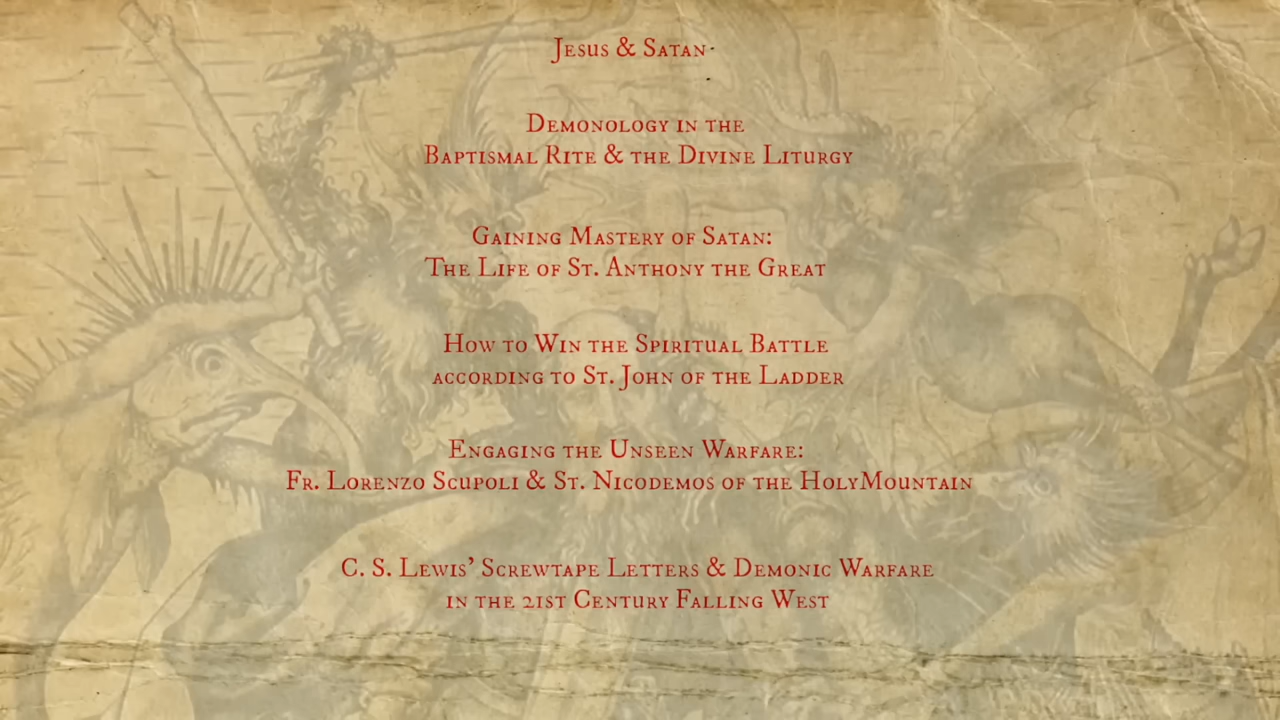 Jesus & Satan
Demonology in the
Baptismal Rite & the Divine Liturgy
Gaining Mastery of Satan:
The Life of St. Anthony the Great
How to Win the Spiritual Battle
according to St. John of the Ladder
Engaging the Unseen Warfare:
Fr. Lorenzo Scupoli & St. Nicodemos of the HolyMountain
C. S. Lewis' Screwtape Letters & Demonic Warfare
in the 21st Century Falling West